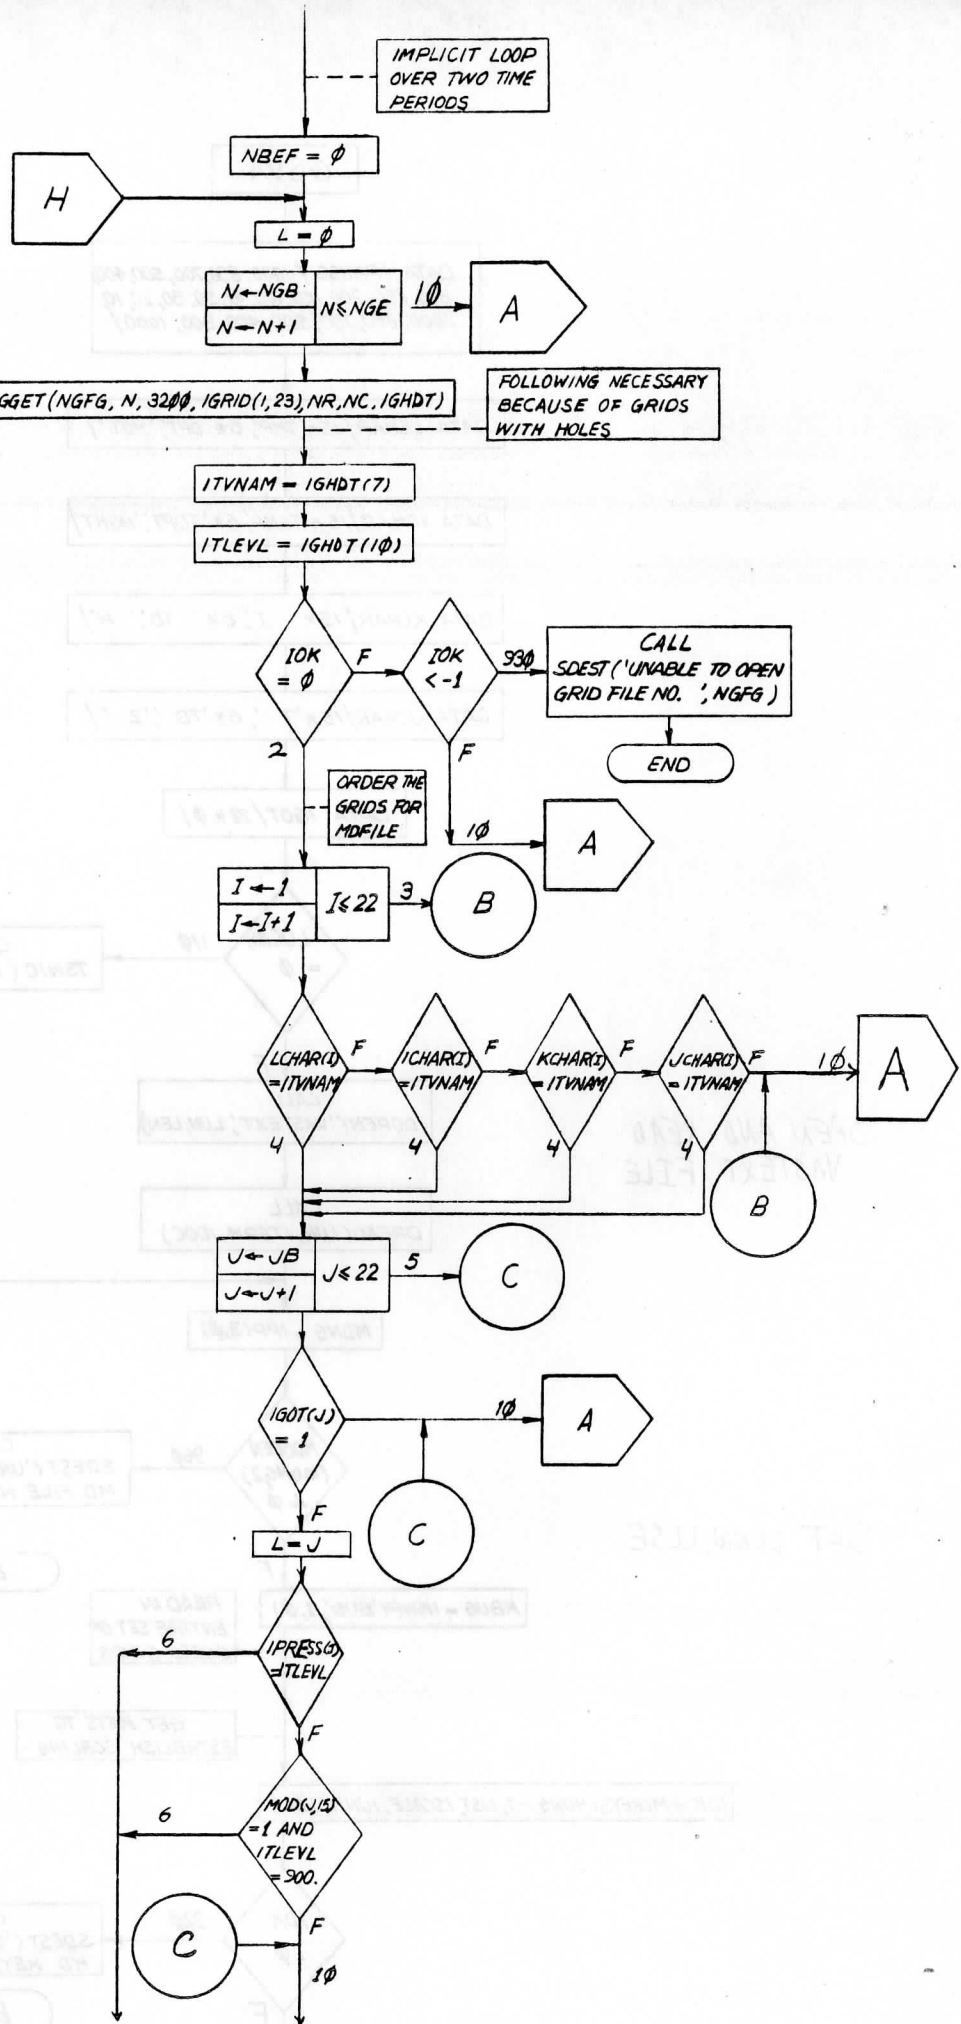 IMPLICIT LOOP
OVER TWO TIME
PERIODS
NBEF = φ
H
L = φ
N←NGB
N←N+1
N≤NGE
1φ
A
GGET(NGFG, N, 32φφ, IGRID(1,23), NR, NC, IGHDT)
FOLLOWING NECESSARY
BECAUSE OF GRIDS
WITH HOLES
ITVNAM = IGHDT(7)
ITLEVL = IGHDT(1φ)
IOK
= φ
F
IOK
< -1
93φ
CALL
SDEST('UNABLE TO OPEN
GRID FILE NO. ', NGFG)
2
F
END
ORDER THE
GRIDS FOR
MDFILE
1φ
A
I ← 1
I←I+1
I≤22
3
B
LCHAR(I)
=ITVNAM
F
ICHAR(I)
=ITVNAM
F
KCHAR(I)
=ITVNAM
F
JCHAR(I)
=ITVNAM
F
1φ
A
4
4
4
4
B
J←JB
J←J+1
J≤22
5
C
IGOT(J)
= 1
1φ
A
F
C
L = J
6
IPRESS(J)
=ITLEVL
F
6
MOD(J,15)
= 1 AND
ITLEVL
= 900.
F
C
1φ